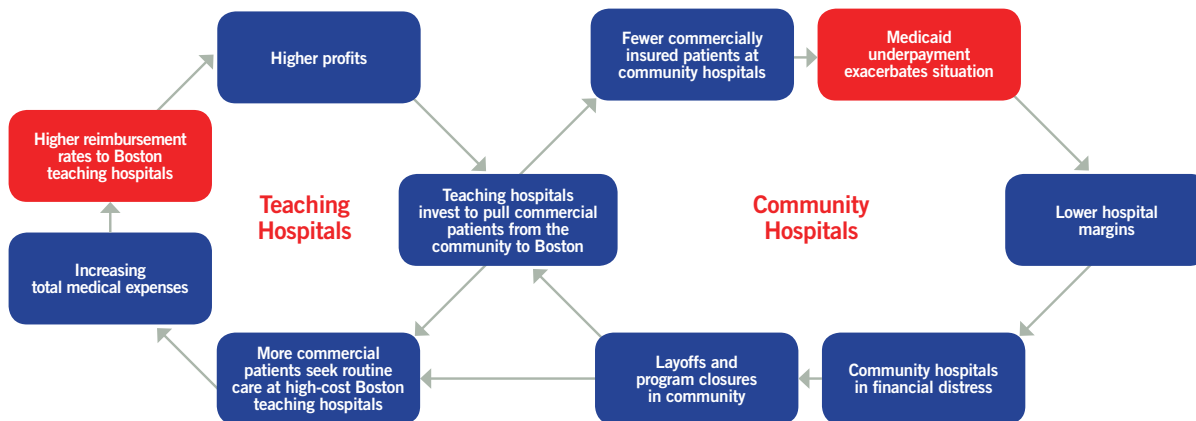 Higher profits
Fewer commercially
insured patients at
community hospitals
Medicaid
underpayment
exacerbates situation
Higher reimbursement
rates to Boston
teaching hospitals
Teaching
Hospitals
Teaching hospitals
invest to pull commercial
patients from the
community to Boston
Community
Hospitals
Lower hospital
margins
Increasing
total medical expenses
More commercial
patients seek routine
care at high-cost Boston
teaching hospitals
Layoffs and
program closures
in community
Community hospitals
in financial distress